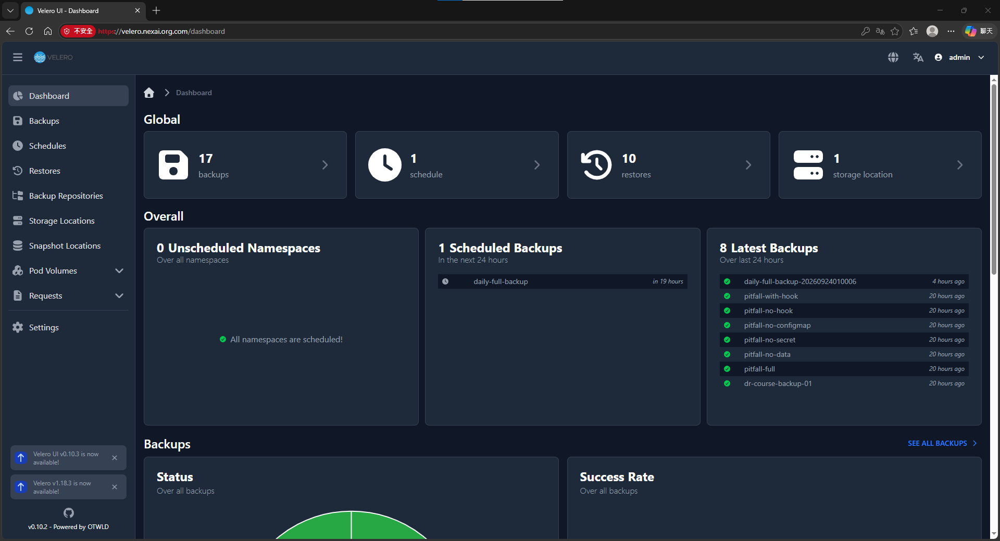 Velero UI - Dashboard
不安全
https://velero.nexai.org.com/dashboard
聊天
VELERO
admin
Dashboard
Backups
Schedules
Restores
Backup Repositories
Storage Locations
Snapshot Locations
Pod Volumes
Requests
Settings
Velero UI v0.10.3 is now
available!
Velero v1.18.3 is now
available!
v0.10.2 - Powered by OTWLD
Dashboard
Global
17
backups
1
schedule
10
restores
1
storage location
Overall
0 Unscheduled Namespaces
Over all namespaces
All namespaces are scheduled!
1 Scheduled Backups
In the next 24 hours
daily-full-backup in 19 hours
8 Latest Backups
Over last 24 hours
daily-full-backup-20260924010006 4 hours ago
pitfall-with-hook 20 hours ago
pitfall-no-hook 20 hours ago
pitfall-no-configmap 20 hours ago
pitfall-no-secret 20 hours ago
pitfall-no-data 20 hours ago
pitfall-full 20 hours ago
dr-course-backup-01 20 hours ago
Backups
SEE ALL BACKUPS
Status
Over all backups
Success Rate
Over all backups